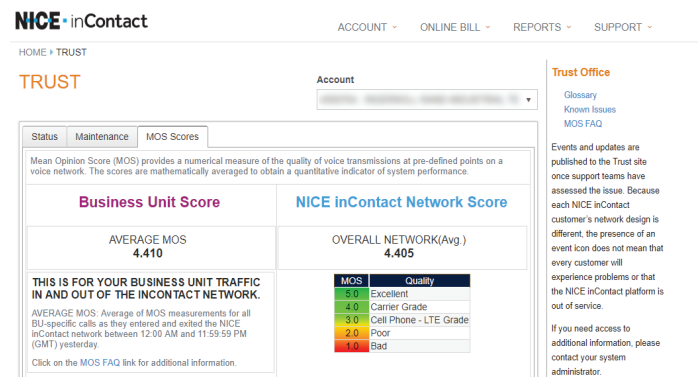 NICE inContact
ACCOUNT
ONLINE BILL
REPORTS
SUPPORT
HOME TRUST
TRUST
Account
Status
Maintenance
MOS Scores
Mean Opinion Score (MOS) provides a numerical measure of the quality of voice transmissions at pre-defined points on a
voice network. The scores are mathematically averaged to obtain a quantitative indicator of system performance.
Business Unit Score
AVERAGE MOS
4.410
THIS IS FOR YOUR BUSINESS UNIT TRAFFIC
IN AND OUT OF THE INCONTACT NETWORK.
AVERAGE MOS: Average of MOS measurements for all
BU-specific calls as they entered and exited the NICE
inContact network between 12:00 AM and 11:59:59 PM
(GMT) yesterday.
Click on the MOS FAQ link for additional information.
NICE inContact Network Score
OVERALL NETWORK(Avg.)
4.405
MOS Quality
5.0 Excellent
4.0 Carrier Grade
3.0 Cell Phone - LTE Grade
2.0 Poor
1.0 Bad
Trust Office
Glossary
Known Issues
MOS FAQ
Events and updates are
published to the Trust site
once support teams have
assessed the issue. Because
each NICE inContact
customer's network design is
different, the presence of an
event icon does not mean that
every customer will
experience problems or that
the NICE inContact platform is
out of service.
If you need access to
additional information, please
contact your system
administrator.